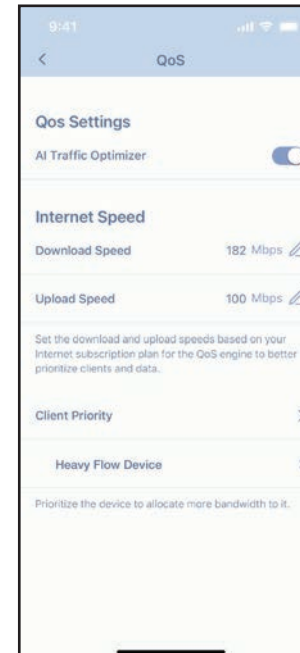 9:41
QoS
Qos Settings
AI Traffic Optimizer
Internet Speed
Download Speed 182 Mbps
Upload Speed 100 Mbps
Set the download and upload speeds based on your
Internet subscription plan for the QoS engine to better
prioritize clients and data.
Client Priority
Heavy Flow Device
Prioritize the device to allocate more bandwidth to it.